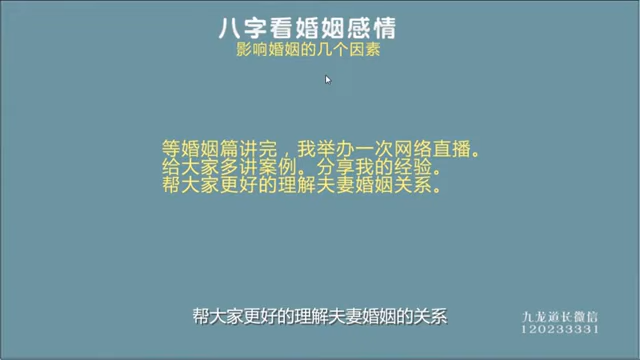 八字看婚姻感情
影响婚姻的几个因素
等婚姻篇讲完，我举办一次网络直播。
给大家多讲案例。分享我的经验。
帮大家更好的理解夫妻婚姻关系。
帮大家更好的理解夫妻婚姻的关系
九龙道长微信
120233331